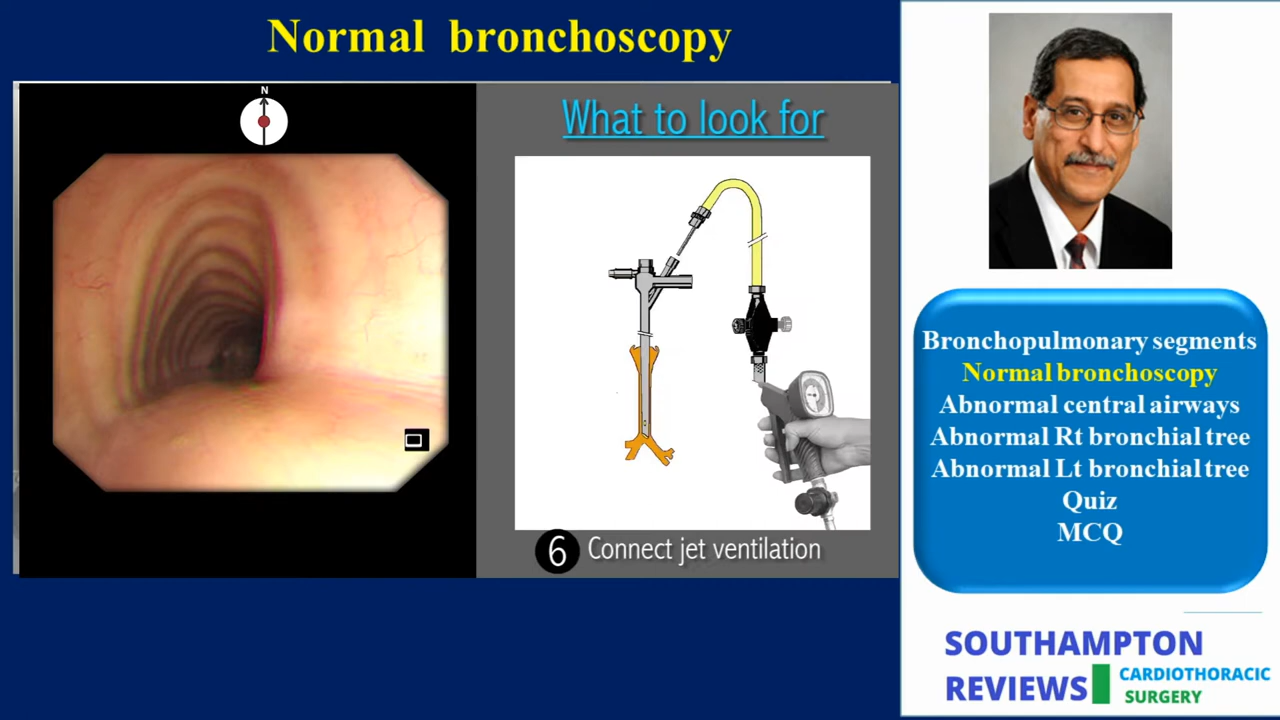 Normal bronchoscopy
N
What to look for
6 Connect jet ventilation
Bronchopulmonary segments
Normal bronchoscopy
Abnormal central airways
Abnormal Rt bronchial tree
Abnormal Lt bronchial tree
Quiz
MCQ
SOUTHAMPTON
REVIEWS
CARDIOTHORACIC
SURGERY